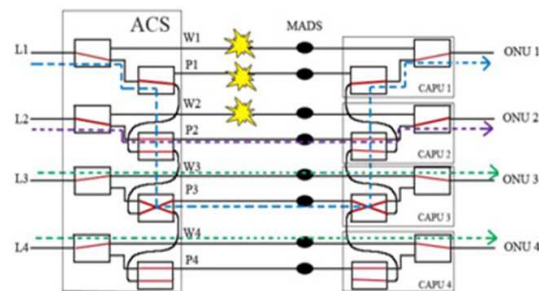 ACS
MADS
W1
L1
ONU 1
P1
CAPU 1
W2
L2
ONU 2
P2
CAPU 2
W3
L3
ONU 3
P3
CAPU 3
W4
L4
ONU 4
P4
CAPU 4